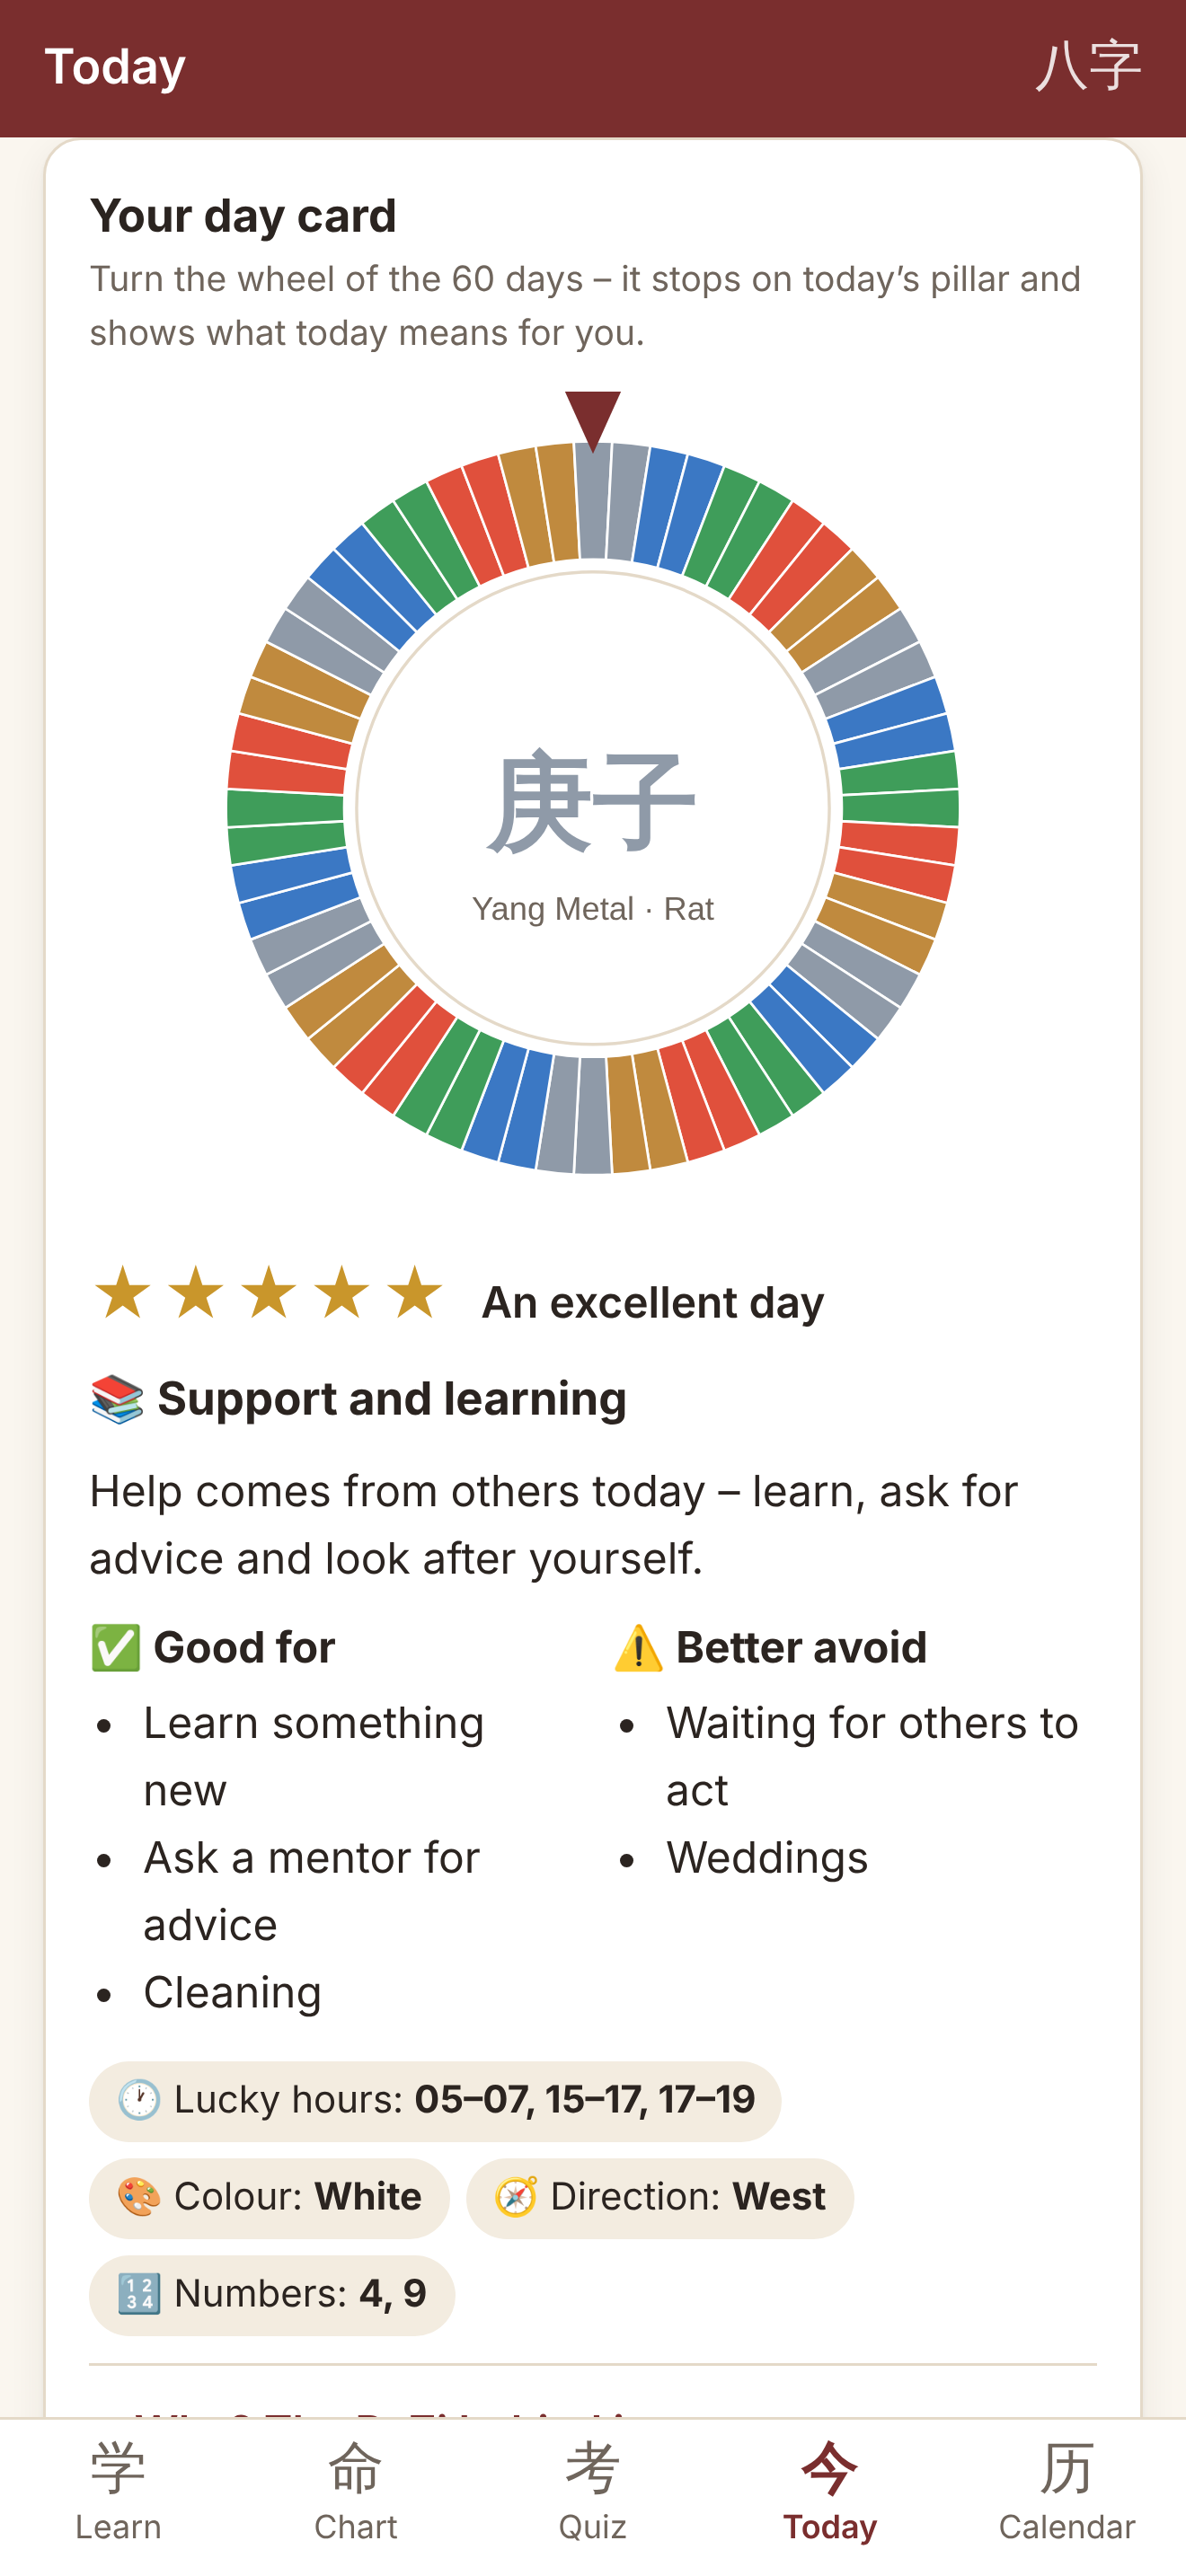 Today
八字
Your day card
Turn the wheel of the 60 days – it stops on today’s pillar and
shows what today means for you.
庚子
Yang Metal · Rat
★★★★★ An excellent day
📚 Support and learning
Help comes from others today – learn, ask for
advice and look after yourself.
✅ Good for
• Learn something
new
• Ask a mentor for
advice
• Cleaning
⚠️ Better avoid
• Waiting for others to
act
• Weddings
🕐 Lucky hours: 05–07, 15–17, 17–19
🎨 Colour: White
🧭 Direction: West
🔢 Numbers: 4, 9
学
Learn
命
Chart
考
Quiz
今
Today
历
Calendar